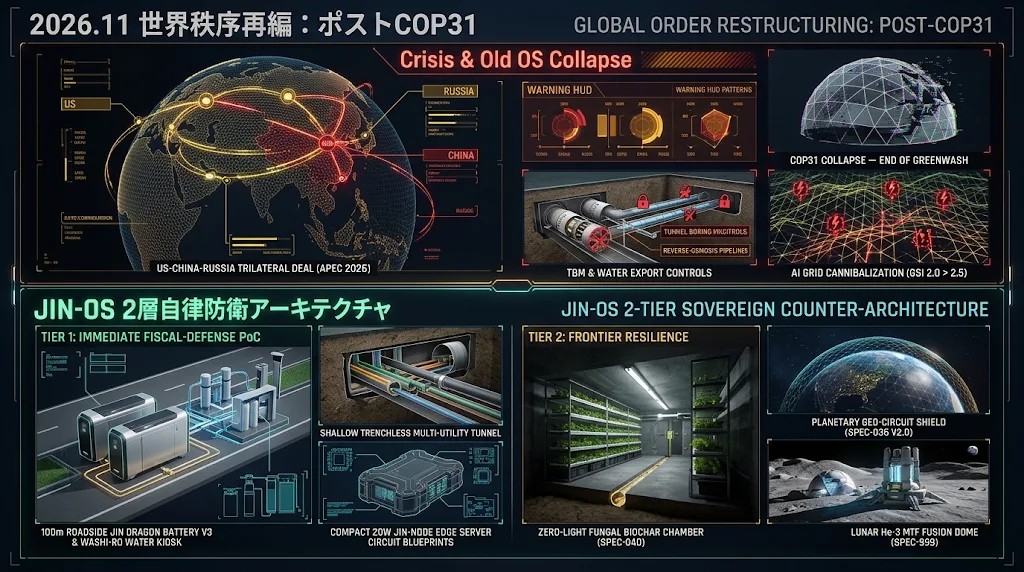 2026.11 世界秩序再編：ポストCOP31
GLOBAL ORDER RESTRUCTURING: POST-COP31
Crisis & Old OS Collapse
US
RUSSIA
CHINA
US-CHINA-RUSSIA TRILATERAL DEAL (APEC 2026)
WARNING HUD
WARNING HUD PATTERNS
TUNNEL BORING
REVERSE-OSMOSIS PIPELINES
TBM & WATER EXPORT CONTROLS
COP31 COLLAPSE — END OF GREENWASH
AI GRID CANNIBALIZATION (GSI 2.0 > 2.5)
JIN-OS 2層自律防衛アーキテクチャ
JIN-OS 2-TIER SOVEREIGN COUNTER-ARCHITECTURE
TIER 1: IMMEDIATE FISCAL-DEFENSE PoC
100m ROADSIDE JIN DRAGON BATTERY V3
& WASHI-RO WATER KIOSK
SHALLOW TRENCHLESS MULTI-UTILITY TUNNEL
COMPACT 20W JIN-NODE EDGE SERVER
CIRCUIT BLUEPRINTS
TIER 2: FRONTIER RESILIENCE
ZERO-LIGHT FUNGAL BIOCHAR CHAMBER
(SPEC-04D)
PLANETARY GEO-CIRCUIT SHIELD
(SPEC-036 V2.0)
LUNAR He-3 MTF FUSION DOME
(SPEC-999)